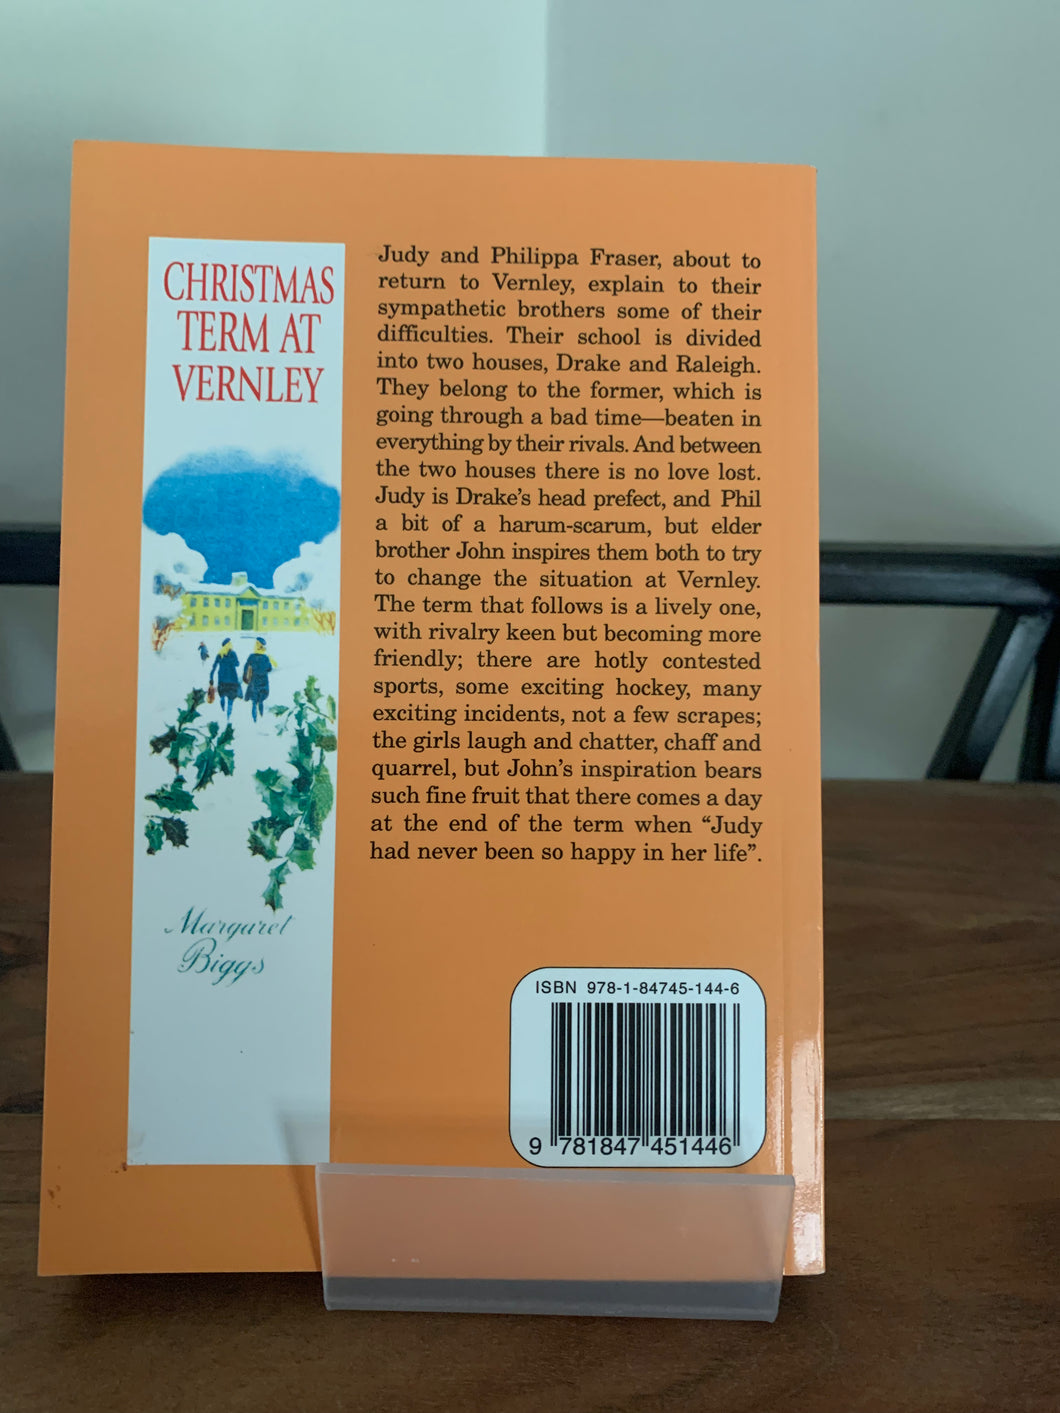 CHRISTMAS
TERM AT
VERNLEY
Margaret
Biggs
Judy and Philippa Fraser, about to
return to Vernley, explain to their
sympathetic brothers some of their
difficulties. Their school is divided
into two houses, Drake and Raleigh.
They belong to the former, which is
going through a bad time—beaten in
everything by their rivals. And between
the two houses there is no love lost.
Judy is Drake's head prefect, and Phil
a bit of a harum-scarum, but elder
brother John inspires them both to try
to change the situation at Vernley.
The term that follows is a lively one,
with rivalry keen but becoming more
friendly; there are hotly contested
sports, some exciting hockey, many
exciting incidents, not a few scrapes;
the girls laugh and chatter, chaff and
quarrel, but John's inspiration bears
such fine fruit that there comes a day
at the end of the term when “Judy
had never been so happy in her life”.
ISBN 978-1-84745-144-6
9 781847 451446